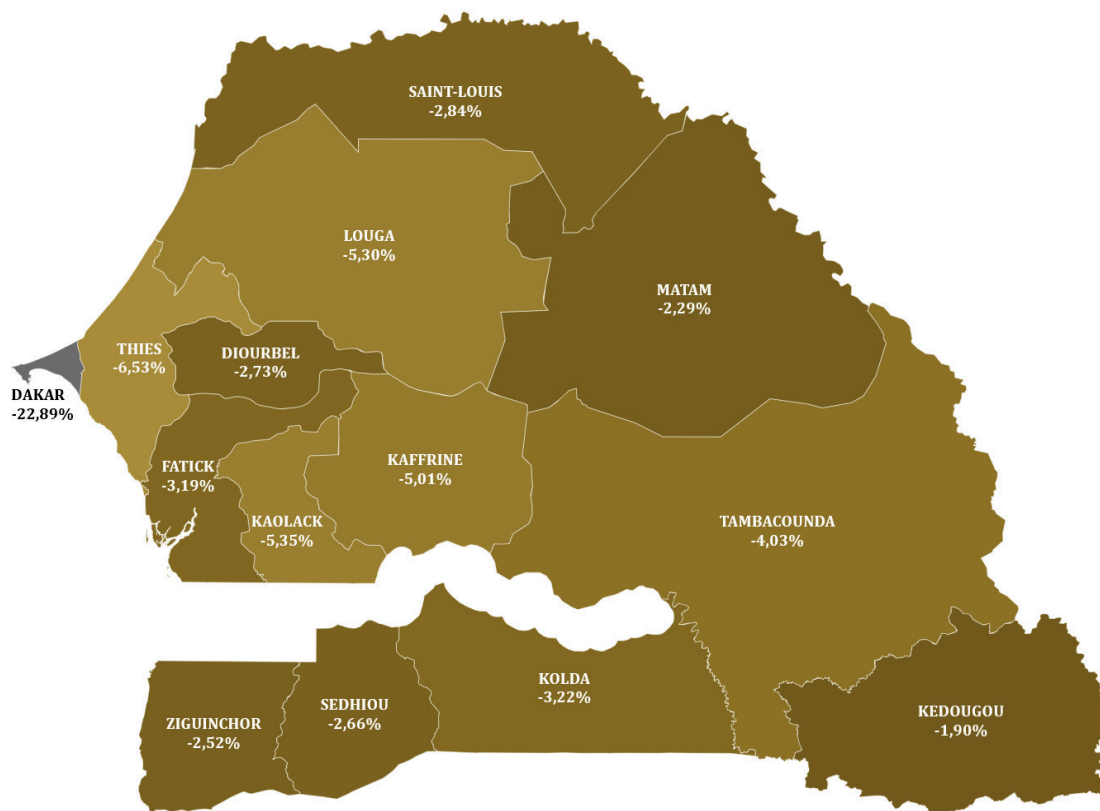 SAINT-LOUIS
-2,84%
LOUGA
-5,30%
MATAM
-2,29%
THIES
-6,53%
DIOURBEL
-2,73%
DAKAR
-22,89%
FATICK
-3,19%
KAFFRINE
-5,01%
KAOLACK
-5,35%
TAMBACOUNDA
-4,03%
KOLDA
-3,22%
SEDHIOU
-2,66%
ZIGUINCHOR
-2,52%
KEDOUGOU
-1,90%